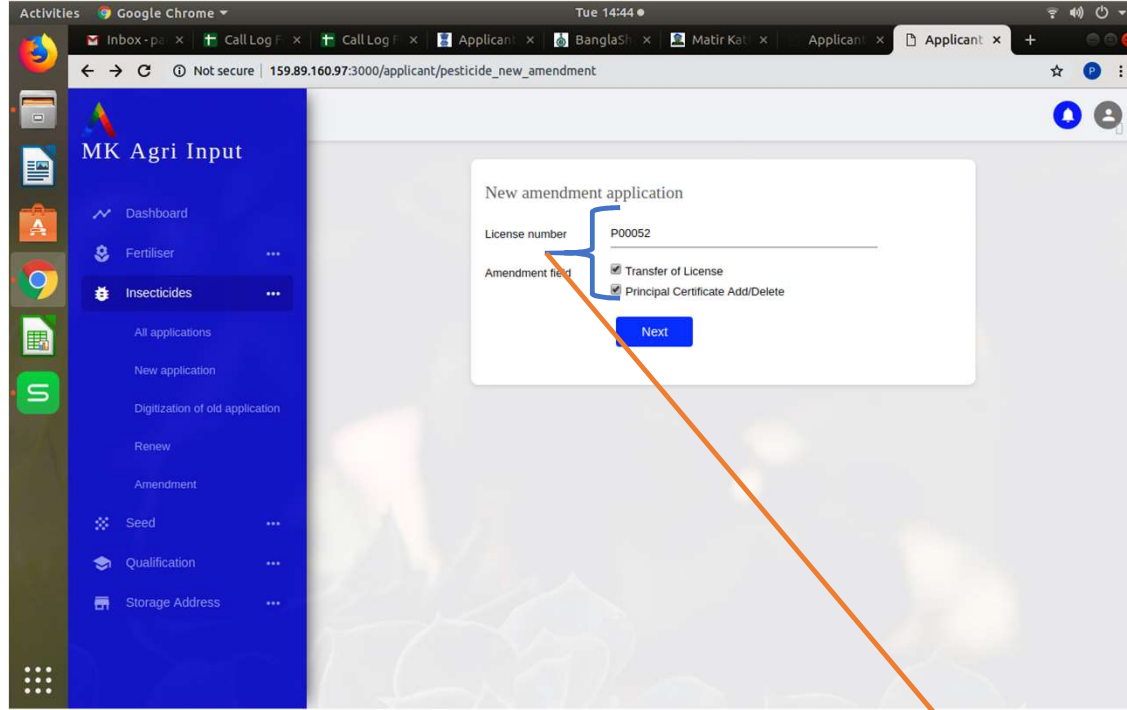 Activities Google Chrome Tue 14:44
Inbox - pa Call Log F Call Log F Applicant BanglaSh Matir Kat Applicant Applicant
Not secure 159.89.160.97:3000/applicant/pesticide_new_amendment P
MK Agri Input
Dashboard
Fertiliser
Insecticides
All applications
New application
Digitization of old application
Renew
Amendment
Seed
Qualification
Storage Address
New amendment application
License number P00052
Amendment field Transfer of License
Principal Certificate Add/Delete
Next